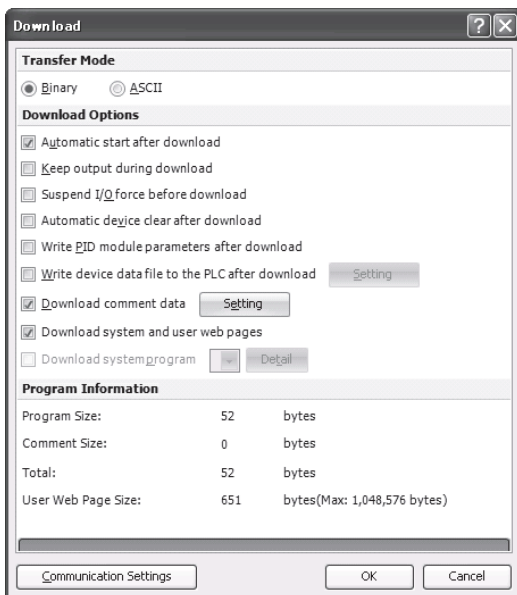 Download
Transfer Mode
Binary ASCII
Download Options
Automatic start after download
Keep output during download
Suspend I/O force before download
Automatic device clear after download
Write PID module parameters after download
Write device data file to the PLC after download Setting
Download comment data Setting
Download system and user web pages
Download system program Detail
Program Information
Program Size: 52 bytes
Comment Size: 0 bytes
Total: 52 bytes
User Web Page Size: 651 bytes(Max: 1,048,576 bytes)
Communication Settings OK Cancel